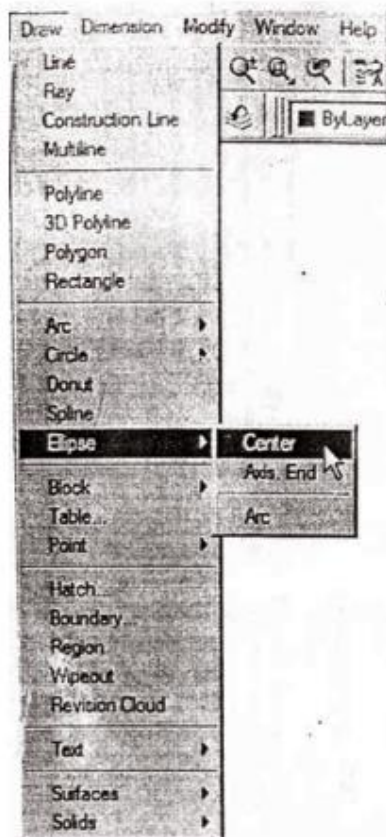 Draw Dimension Modify Window Help
Line
Ray
Construction Line
Multiline
ByLayer
Polyline
3D Polyline
Polygon
Rectangle
Arc
Circle
Donut
Spline
Ellipse
Center
Axis, End
Arc
Block
Table...
Point
Hatch...
Boundary...
Region
Wipeout
Revision Cloud
Text
Surfaces
Solids